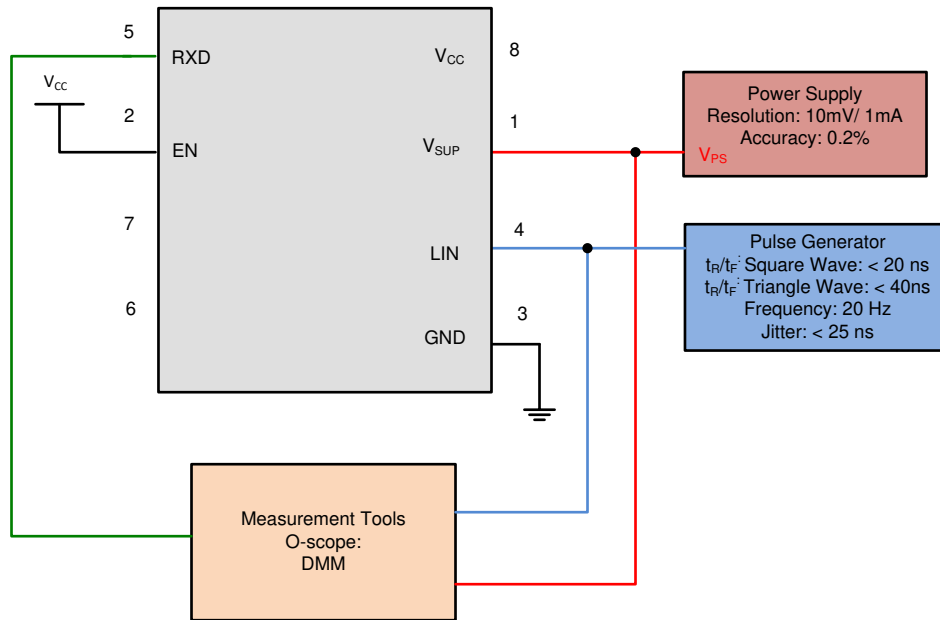 5
RXD
VCC
2
EN
7
6
VCC
8
1
VSUP
4
LIN
3
GND
Power Supply
Resolution: 10mV/ 1mA
Accuracy: 0.2%
VPS
Pulse Generator
tR/tF: Square Wave: < 20 ns
tR/tF: Triangle Wave: < 40ns
Frequency: 20 Hz
Jitter: < 25 ns
Measurement Tools
O-scope:
DMM